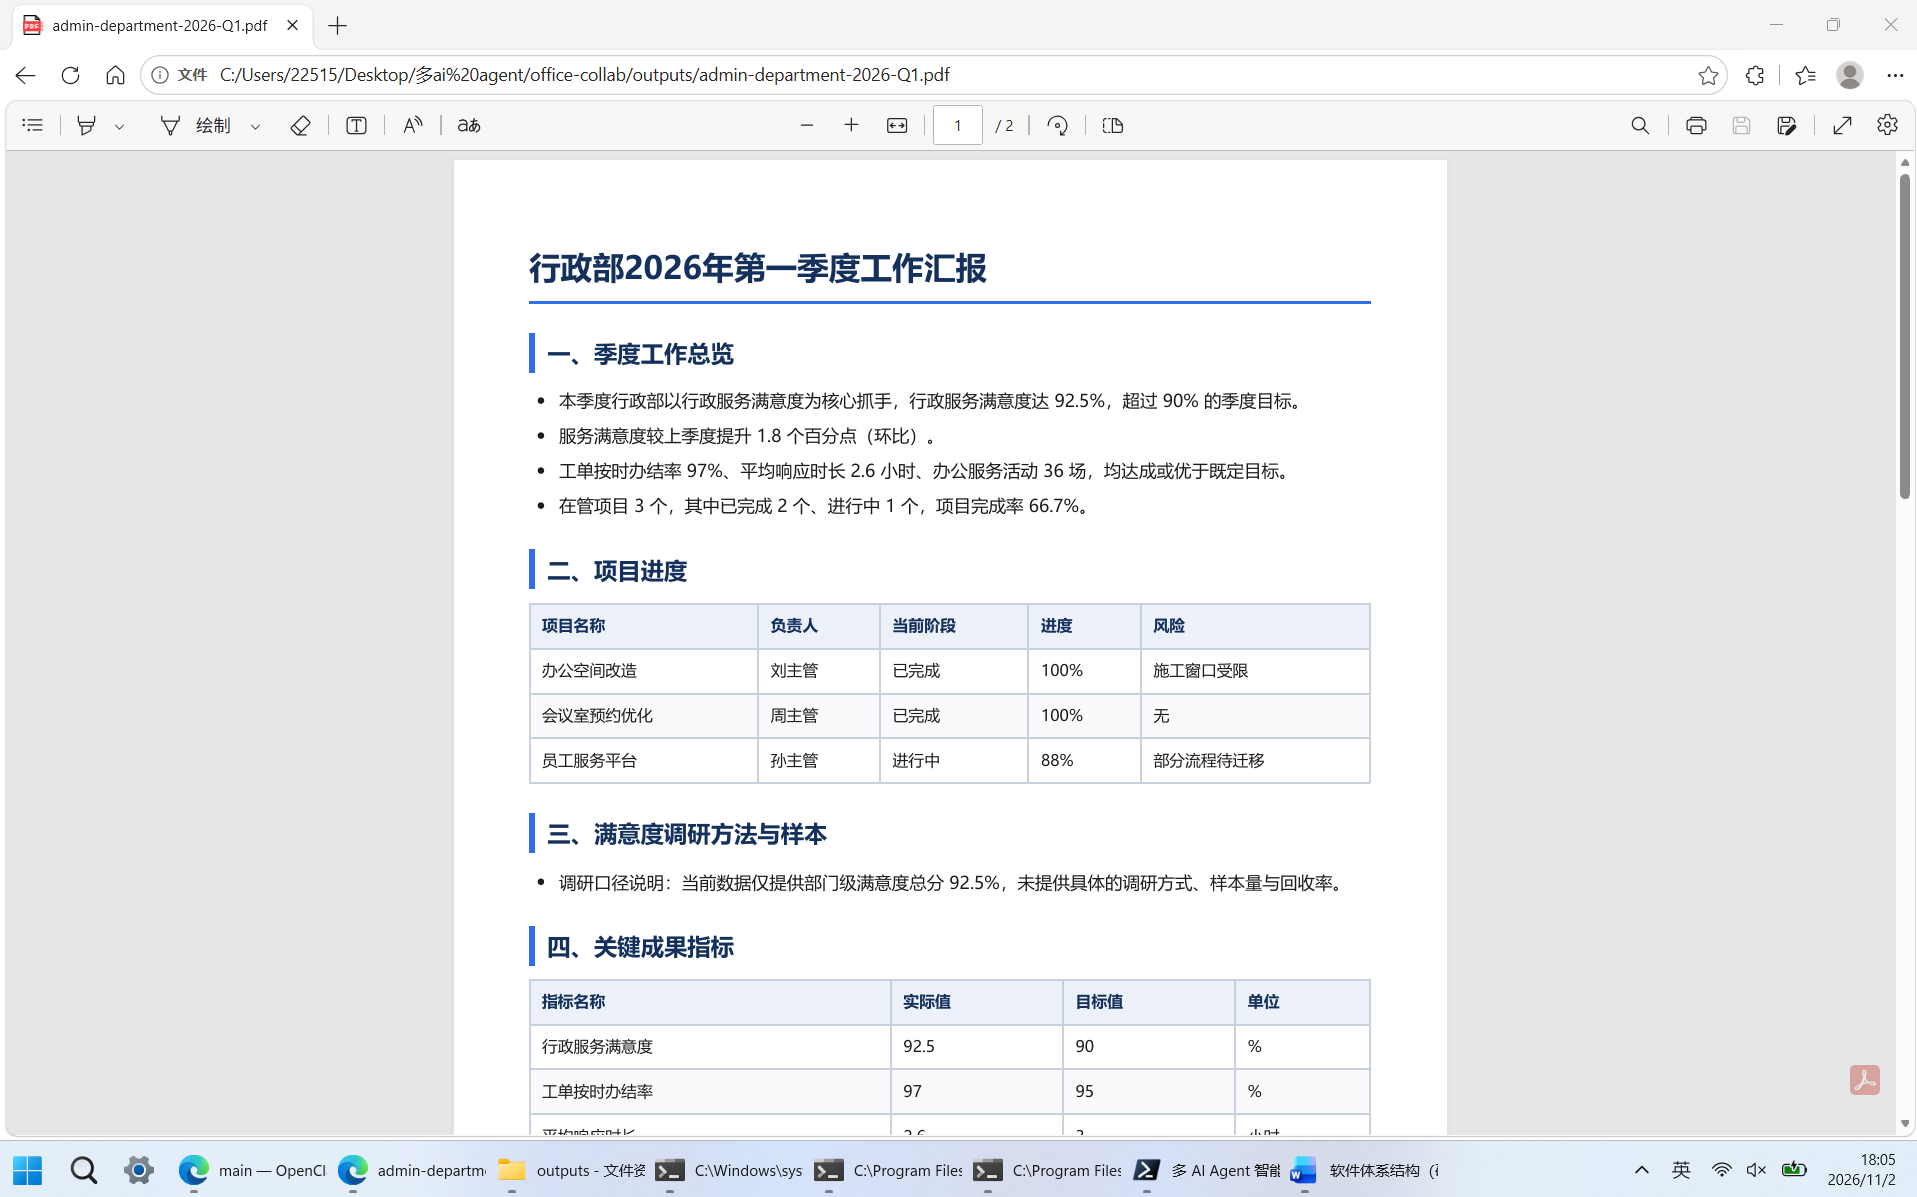 admin-department-2026-Q1.pdf
文件 C:/Users/22515/Desktop/多ai%20agent/office-collab/outputs/admin-department-2026-Q1.pdf
绘制 aあ 1 / 2
行政部2026年第一季度工作汇报
一、季度工作总览
• 本季度行政部以行政服务满意度为核心抓手，行政服务满意度达 92.5%，超过 90% 的季度目标。
• 服务满意度较上季度提升 1.8 个百分点（环比）。
• 工单按时办结率 97%、平均响应时长 2.6 小时、办公服务活动 36 场，均达成或优于既定目标。
• 在管项目 3 个，其中已完成 2 个、进行中 1 个，项目完成率 66.7%。
二、项目进度
项目名称 负责人 当前阶段 进度 风险
办公空间改造 刘主管 已完成 100% 施工窗口受限
会议室预约优化 周主管 已完成 100% 无
员工服务平台 孙主管 进行中 88% 部分流程待迁移
三、满意度调研方法与样本
• 调研口径说明：当前数据仅提供部门级满意度总分 92.5%，未提供具体的调研方式、样本量与回收率。
四、关键成果指标
指标名称 实际值 目标值 单位
行政服务满意度 92.5 90 %
工单按时办结率 97 95 %
平均响应时长 2.6 3 小时
main — OpenCl admin-departm outputs - 文件资 C:\Windows\sys C:\Program Files C:\Program Files 多 AI Agent 智能 软件体系结构 英 18:05
2026/11/2